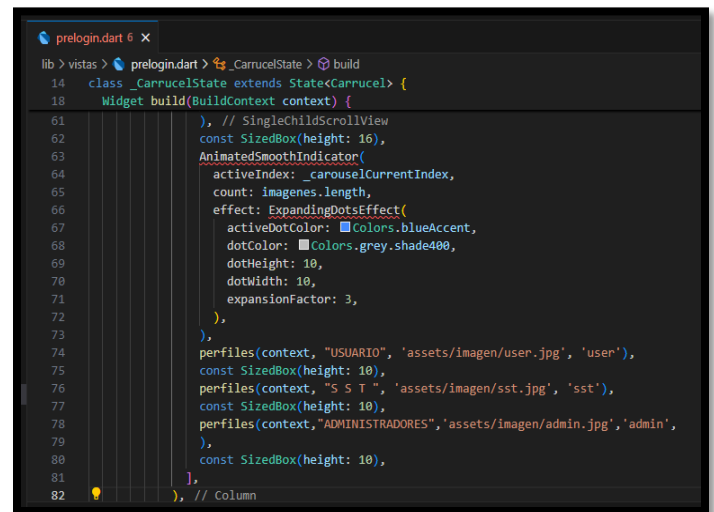 prelogin.dart 6 ×
lib > vistas > prelogin.dart > _CarrucelState > build
14 class _CarrucelState extends State<Carrucel> {
18 Widget build(BuildContext context) {
61 ), // SingleChildScrollView
62 const SizedBox(height: 16),
63 AnimatedSmoothIndicator(
64 activeIndex: _carouselCurrentIndex,
65 count: imagenes.length,
66 effect: ExpandingDotsEffect(
67 activeDotColor: Colors.blueAccent,
68 dotColor: Colors.grey.shade400,
69 dotHeight: 10,
70 dotWidth: 10,
71 expansionFactor: 3,
72 ),
73 ),
74 perfiles(context, "USUARIO", 'assets/imagen/user.jpg', 'user'),
75 const SizedBox(height: 10),
76 perfiles(context, "S S T ", 'assets/imagen/sst.jpg', 'sst'),
77 const SizedBox(height: 10),
78 perfiles(context,"ADMINISTRADORES",'assets/imagen/admin.jpg','admin',
79 ),
80 const SizedBox(height: 10),
81 ],
82 ), // Column